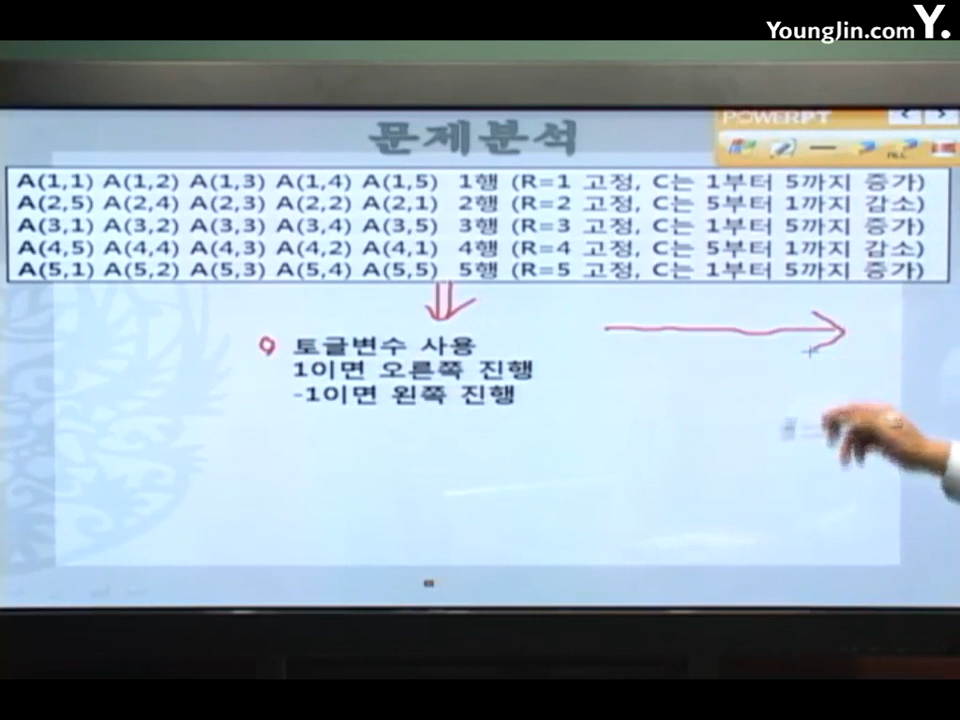 YoungJin.com Y.
문제분석
POWERPT
A(1,1) A(1,2) A(1,3) A(1,4) A(1,5) 1행 (R=1 고정, C는 1부터 5까지 증가)
A(2,5) A(2,4) A(2,3) A(2,2) A(2,1) 2행 (R=2 고정, C는 5부터 1까지 감소)
A(3,1) A(3,2) A(3,3) A(3,4) A(3,5) 3행 (R=3 고정, C는 1부터 5까지 증가)
A(4,5) A(4,4) A(4,3) A(4,2) A(4,1) 4행 (R=4 고정, C는 5부터 1까지 감소)
A(5,1) A(5,2) A(5,3) A(5,4) A(5,5) 5행 (R=5 고정, C는 1부터 5까지 증가)
토글변수 사용
1이면 오른쪽 진행
-1이면 왼쪽 진행